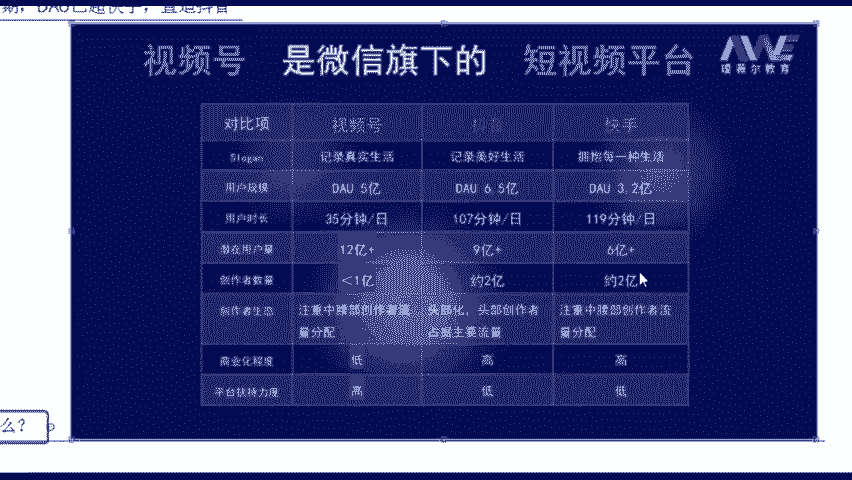 期，DAU已超快手，直追抖音
视频号 是微信旗下的 短视频平台
AWE
瑷慕尔教育
对比项 视频号 抖音 快手
Slogan 记录真实生活 记录美好生活 拥抱每一种生活
用户规模 DAU 5亿 DAU 6.5亿 DAU 3.2亿
用户时长 35分钟/日 107分钟/日 119分钟/日
潜在用户量 12亿+ 9亿+ 6亿+
创作者数量 <1亿 约2亿 约2亿
创作者生态 注重中腰部创作者流 头部化，头部创作者 注重中腰部创作者流
量分配 占据主要流量 量分配
商业化程度 低 高 高
平台扶持力度 高 低 低
么？